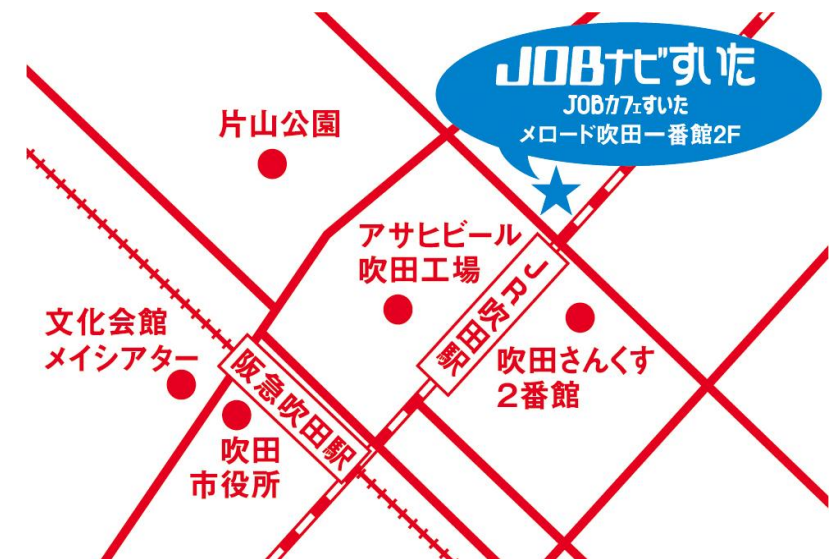 JOBナビすいた
JOBカフェすいた
メロード吹田一番館2F
片山公園
アサヒビール
吹田工場
JR吹田駅
吹田さんくす
2番館
文化会館
メイシアター
阪急吹田駅
吹田
市役所